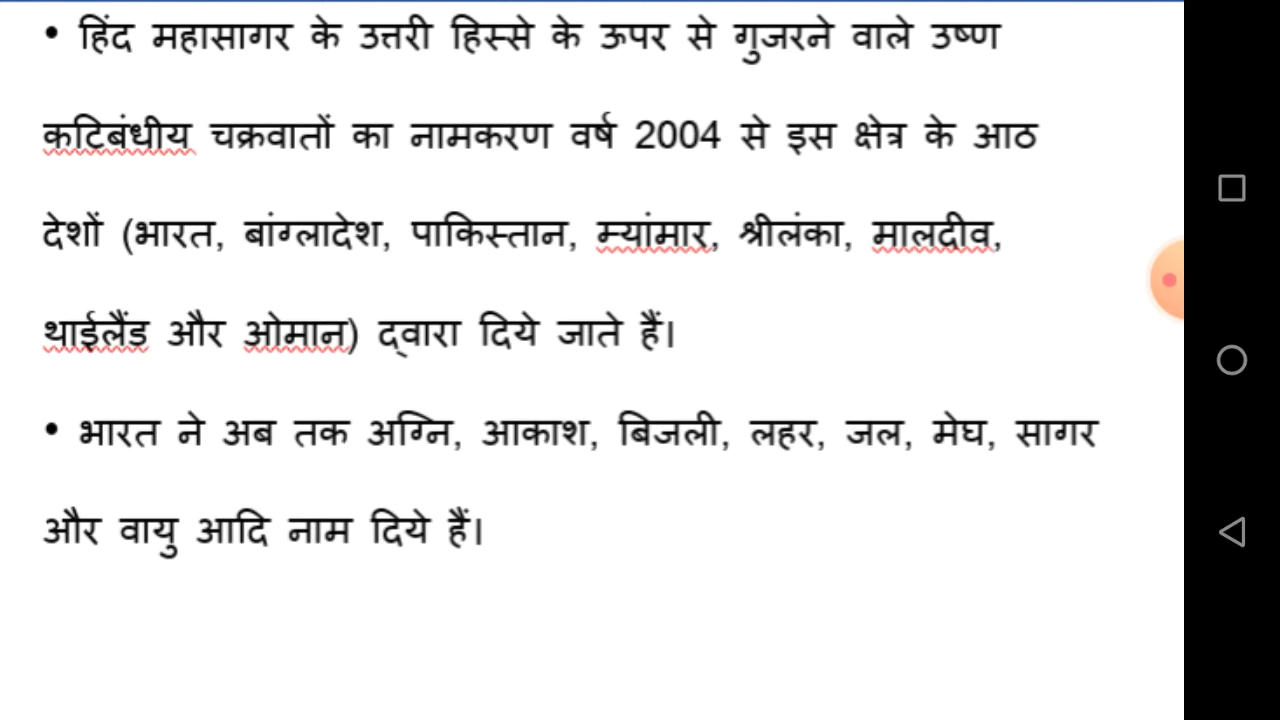 • हिंद महासागर के उत्तरी हिस्से के ऊपर से गुजरने वाले उष्ण
कटिबंधीय चक्रवातों का नामकरण वर्ष 2004 से इस क्षेत्र के आठ
देशों (भारत, बांग्लादेश, पाकिस्तान, म्यांमार, श्रीलंका, मालदीव,
थाईलैंड और ओमान) द्वारा दिये जाते हैं।
• भारत ने अब तक अग्नि, आकाश, बिजली, लहर, जल, मेघ, सागर
और वायु आदि नाम दिये हैं।